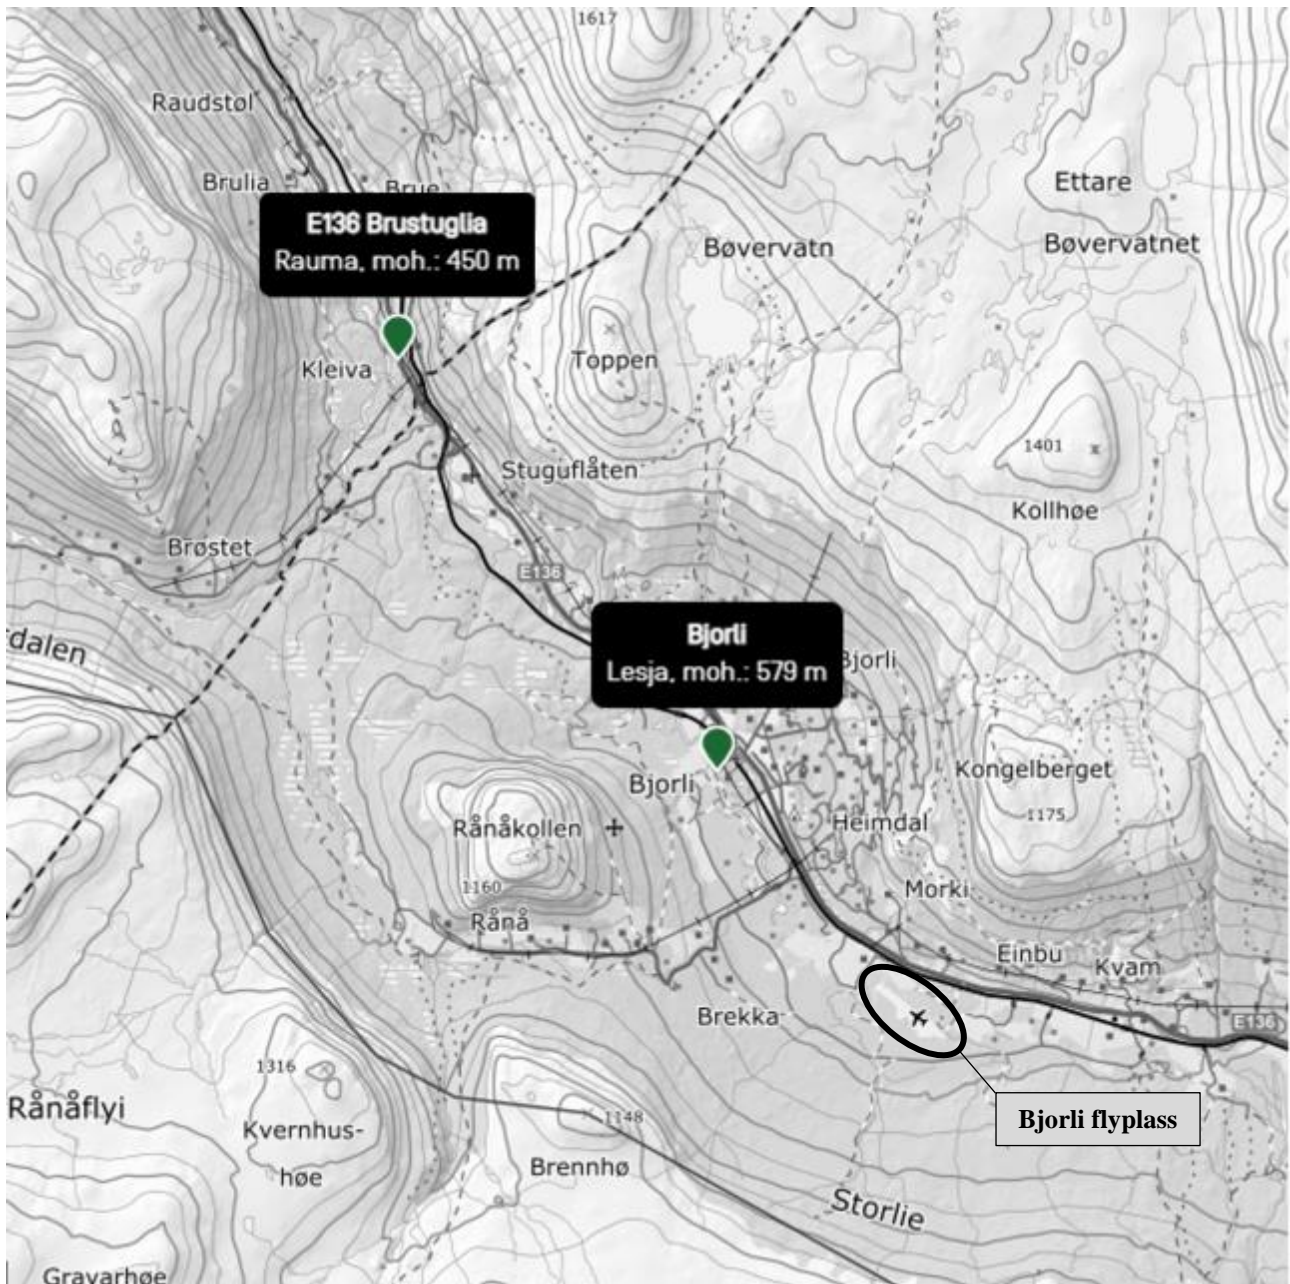 1617
Raudstøl
Brulia
Brue
E136 Brustuglia
Rauma, moh.: 450 m
Ettare
Bøvervatn
Bøvervatnet
Kleiva
Toppen
1401
Stuguflåten
Kollhøe
Brøstet
E136
dalen
Bjorli
Lesja, moh.: 579 m
Bjorli
Kongelberget
Bjorli
1175
Rånåkollen
Heimdal
1160
Morki
Rånå
Einbu
Kvam
Brekka
E136
1316
Rånåflyi
Kvernhus-
høe
1148
Bjorli flyplass
Brennhø
Storlie
Gravarhøe